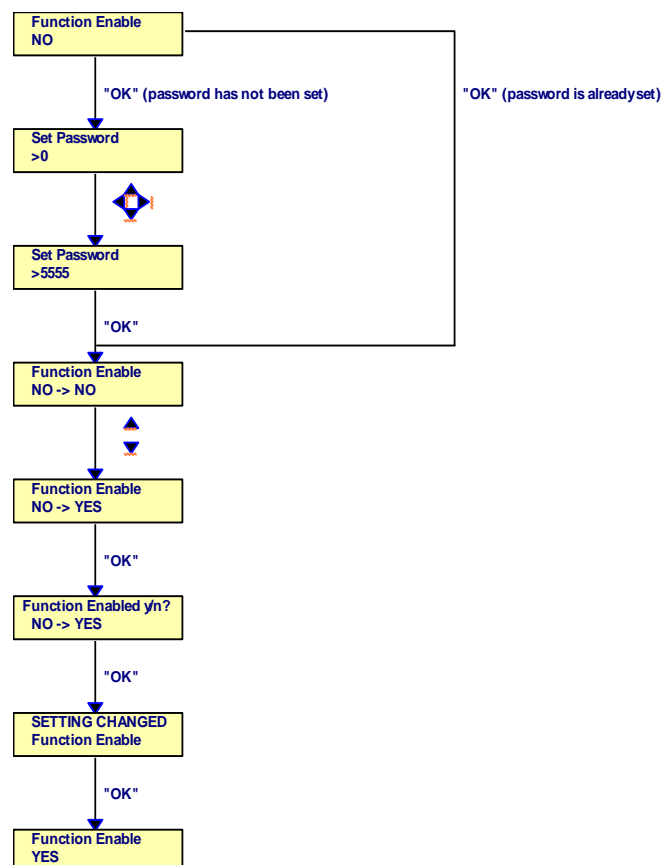 Function Enable
NO
"OK" (password has not been set)
"OK" (password is already set)
Set Password
>0
Set Password
>5555
"OK"
Function Enable
NO -> NO
Function Enable
NO -> YES
"OK"
Function Enabled y/n?
NO -> YES
"OK"
SETTING CHANGED
Function Enable
"OK"
Function Enable
YES